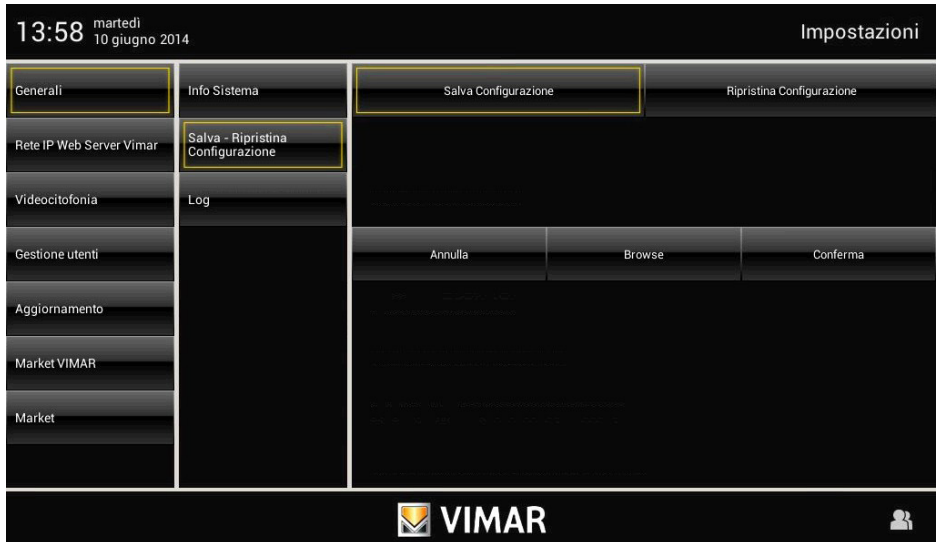 13:58 martedì
10 giugno 2014
Impostazioni
Generali
Rete IP Web Server Vimar
Videocitofonia
Gestione utenti
Aggiornamento
Market VIMAR
Market
Info Sistema
Salva - Ripristina
Configurazione
Log
Salva Configurazione
Ripristina Configurazione
Annulla
Browse
Conferma
VIMAR